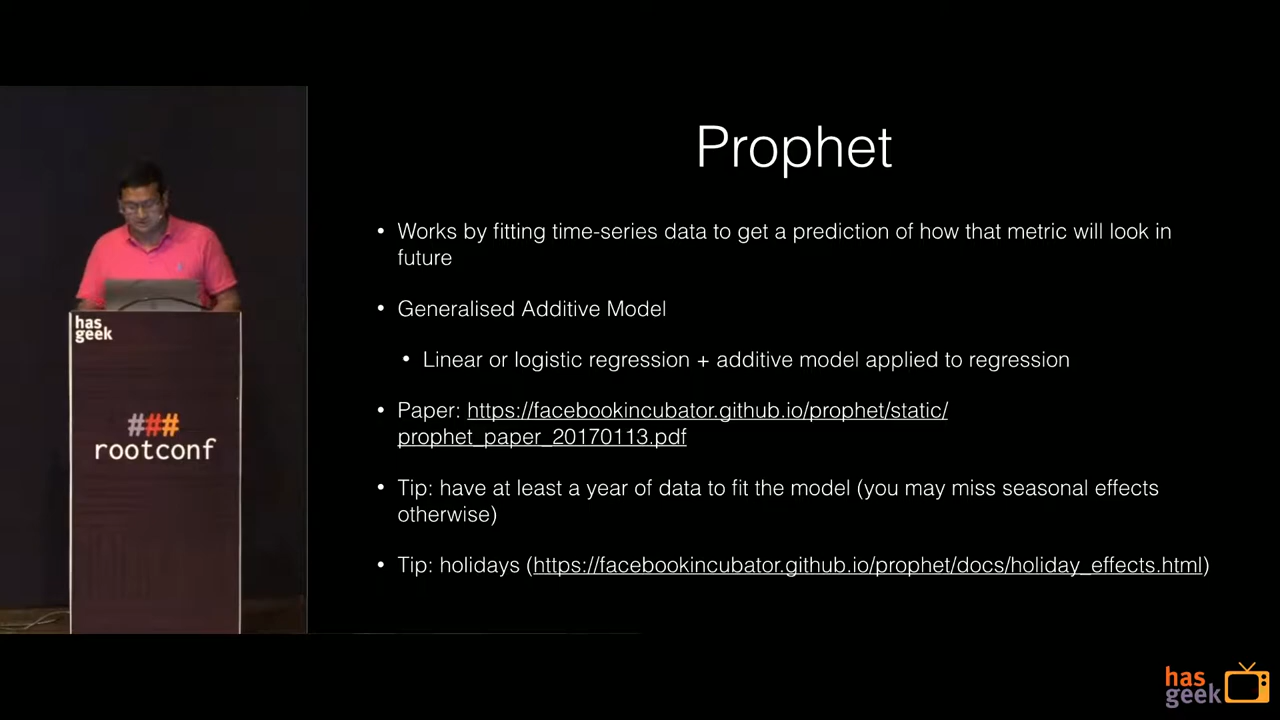 Prophet
• Works by fitting time-series data to get a prediction of how that metric will look in
future
• Generalised Additive Model
• Linear or logistic regression + additive model applied to regression
• Paper: https://facebookincubator.github.io/prophet/static/
prophet_paper_20170113.pdf
• Tip: have at least a year of data to fit the model (you may miss seasonal effects
otherwise)
• Tip: holidays (https://facebookincubator.github.io/prophet/docs/holiday_effects.html)
has
geek
###
rootconf
has
geek